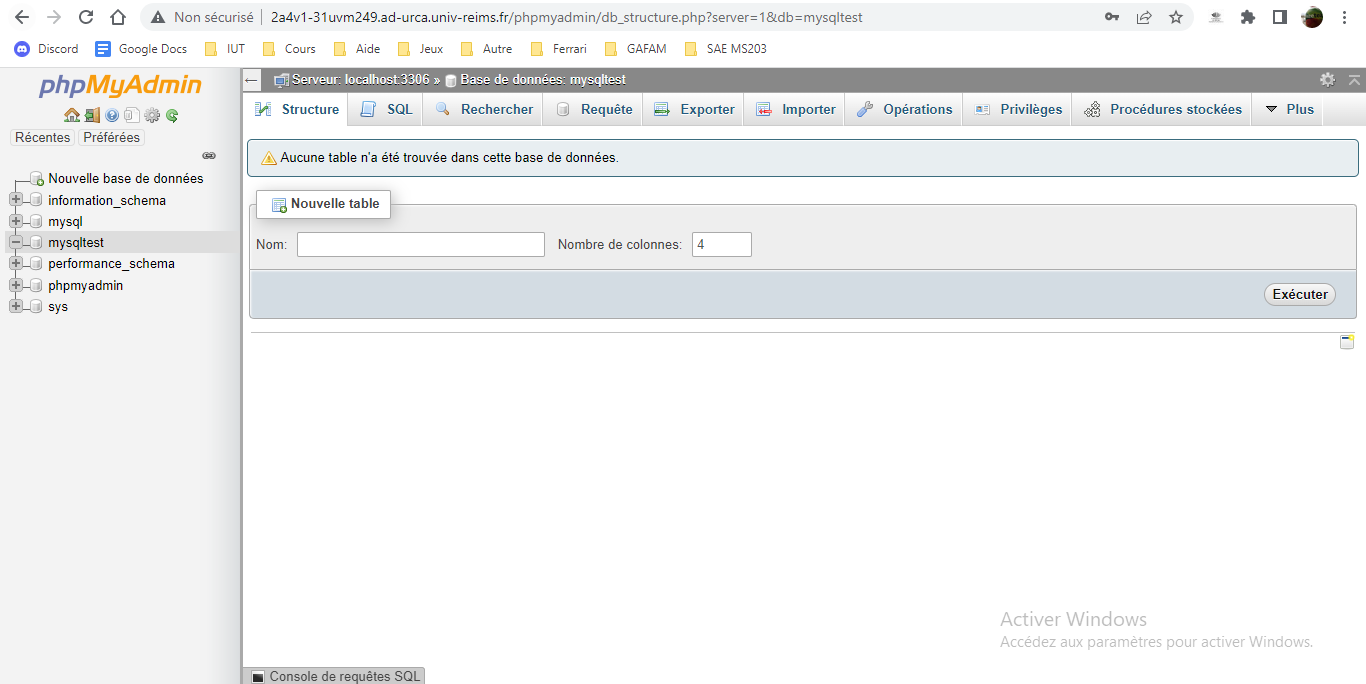 Non sécurisé | 2a4v1-31uvm249.ad-urca.univ-reims.fr/phpmyadmin/db_structure.php?server=1&db=mysqltest
Discord Google Docs IUT Cours Aide Jeux Autre Ferrari GAFAM SAE MS203
phpMyAdmin
Récentes Préférées
Nouvelle base de données
information_schema
mysql
mysqltest
performance_schema
phpmyadmin
sys
Serveur: localhost:3306 » Base de données: mysqltest
Structure SQL Rechercher Requête Exporter Importer Opérations Privilèges Procédures stockées Plus
Aucune table n'a été trouvée dans cette base de données.
Nouvelle table
Nom: Nombre de colonnes: 4
Exécuter
Activer Windows
Accédez aux paramètres pour activer Windows.
Console de requêtes SQL